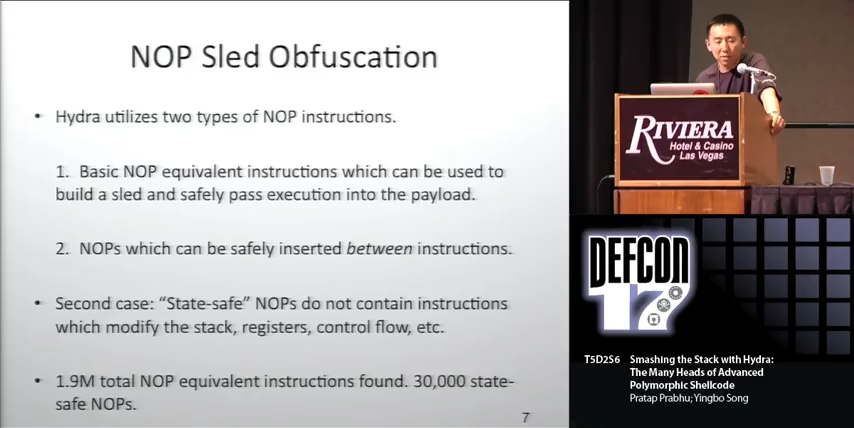 NOP Sled Obfuscation
• Hydra utilizes two types of NOP instructions.
1. Basic NOP equivalent instructions which can be used to
build a sled and safely pass execution into the payload.
2. NOPs which can be safely inserted between instructions.
• Second case: “State-safe” NOPs do not contain instructions
which modify the stack, registers, control flow, etc.
• 1.9M total NOP equivalent instructions found. 30,000 state-
safe NOPs.
7
RIVIERA
Hotel & Casino
Las Vegas
DEFCON
17
T5D2S6 Smashing the Stack with Hydra:
The Many Heads of Advanced
Polymorphic Shellcode
Pratap Prabhu; Yingbo Song